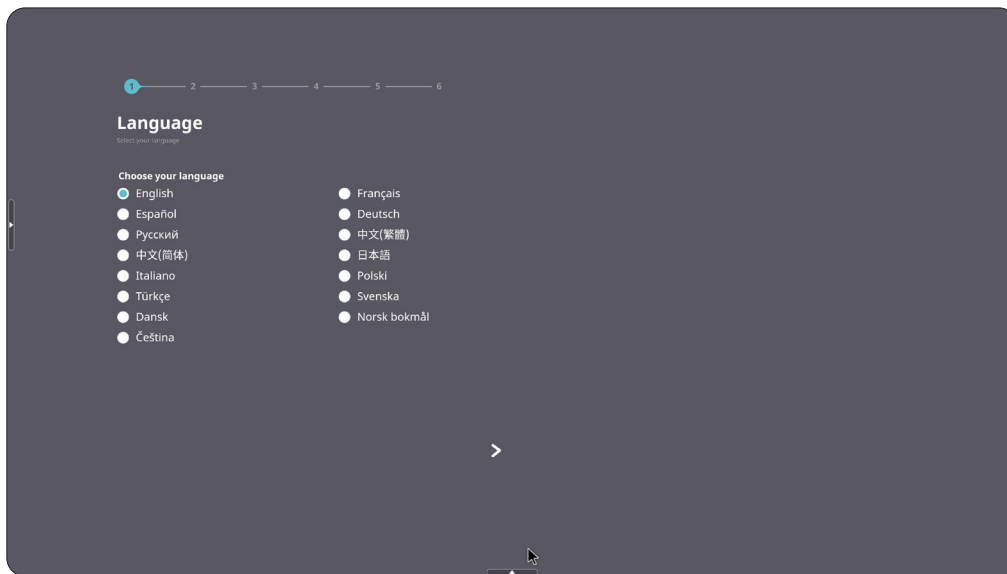 1 2 3 4 5 6
Language
Select your language
Choose your language
English
Français
Español
Deutsch
Русский
中文(繁體)
中文(简体)
日本語
Italiano
Polski
Türkçe
Svenska
Dansk
Norsk bokmål
Čeština